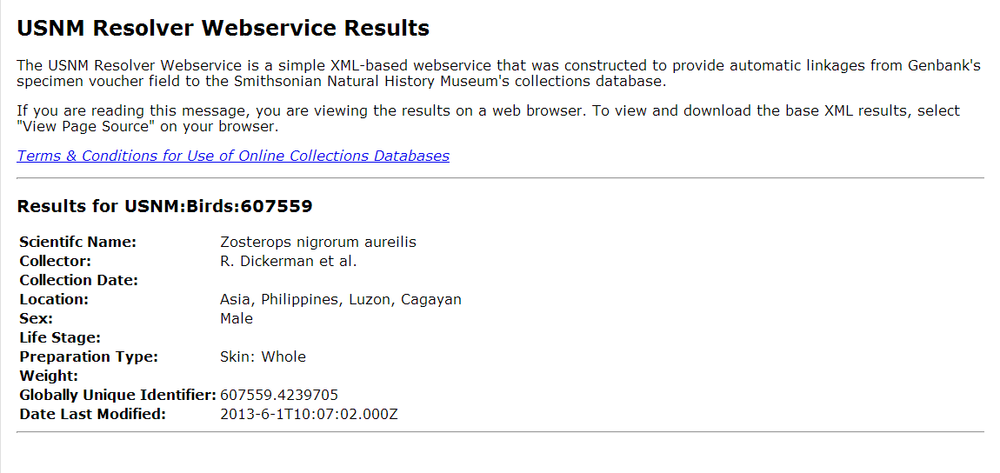 USNM Resolver Webservice Results
The USNM Resolver Webservice is a simple XML-based webservice that was constructed to provide automatic linkages from Genbank's
specimen voucher field to the Smithsonian Natural History Museum's collections database.
If you are reading this message, you are viewing the results on a web browser. To view and download the base XML results, select
"View Page Source" on your browser.
Terms & Conditions for Use of Online Collections Databases
Results for USNM:Birds:607559
Scientifc Name: Zosterops nigrorum aureilis
Collector: R. Dickerman et al.
Collection Date:
Location: Asia, Philippines, Luzon, Cagayan
Sex: Male
Life Stage:
Preparation Type: Skin: Whole
Weight:
Globally Unique Identifier: 607559.4239705
Date Last Modified: 2013-6-1T10:07:02.000Z